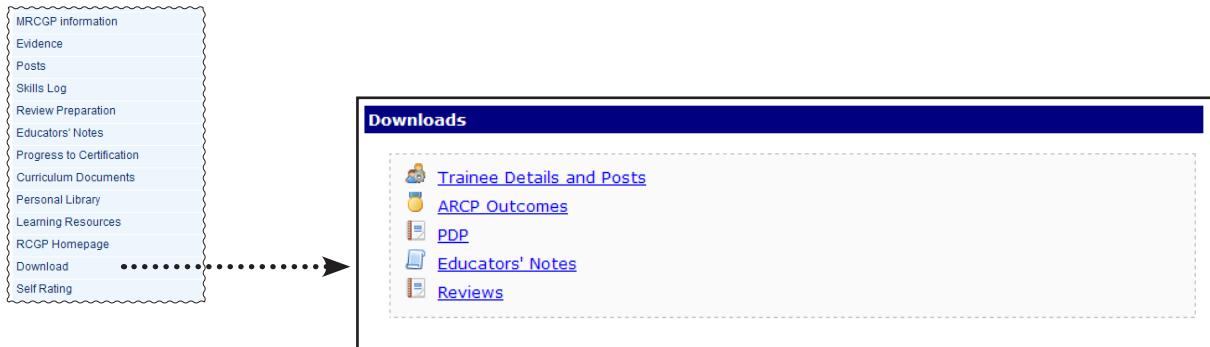 MRCGP information
Evidence
Posts
Skills Log
Review Preparation
Educators' Notes
Progress to Certification
Curriculum Documents
Personal Library
Learning Resources
RCGP Homepage
Download
Self Rating
Downloads
Trainee Details and Posts
ARCP Outcomes
PDP
Educators' Notes
Reviews